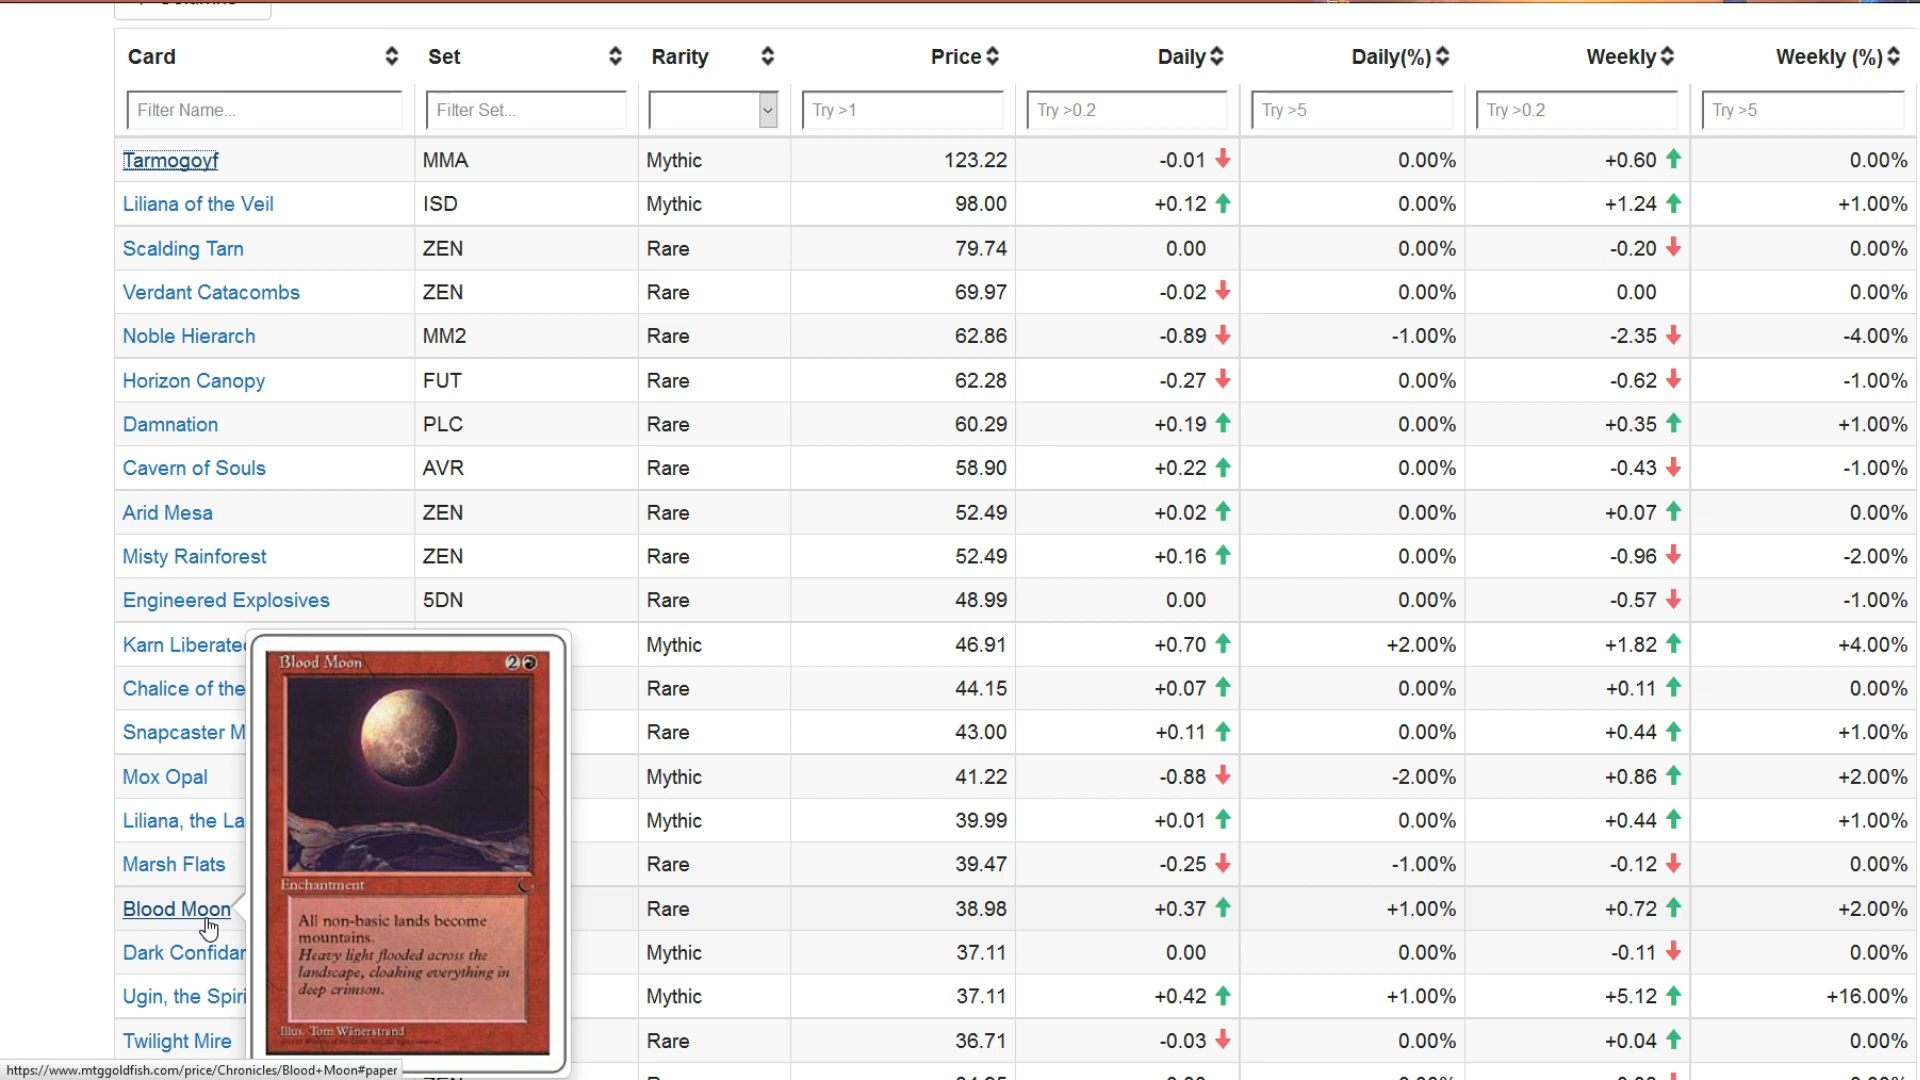 Card Set Rarity Price Daily Daily(%) Weekly Weekly (%)
Filter Name... Filter Set... Try >1 Try >0.2 Try >5 Try >0.2 Try >5
Tarmogoyf MMA Mythic 123.22 -0.01 0.00% +0.60 0.00%
Liliana of the Veil ISD Mythic 98.00 +0.12 0.00% +1.24 +1.00%
Scalding Tarn ZEN Rare 79.74 0.00 0.00% -0.20 0.00%
Verdant Catacombs ZEN Rare 69.97 -0.02 0.00% 0.00 0.00%
Noble Hierarch MM2 Rare 62.86 -0.89 -1.00% -2.35 -4.00%
Horizon Canopy FUT Rare 62.28 -0.27 0.00% -0.62 -1.00%
Damnation PLC Rare 60.29 +0.19 0.00% +0.35 +1.00%
Cavern of Souls AVR Rare 58.90 +0.22 0.00% -0.43 -1.00%
Arid Mesa ZEN Rare 52.49 +0.02 0.00% +0.07 0.00%
Misty Rainforest ZEN Rare 52.49 +0.16 0.00% -0.96 -2.00%
Engineered Explosives 5DN Rare 48.99 0.00 0.00% -0.57 -1.00%
Karn Liberate Mythic 46.91 +0.70 +2.00% +1.82 +4.00%
Chalice of the Rare 44.15 +0.07 0.00% +0.11 0.00%
Snapcaster M Rare 43.00 +0.11 0.00% +0.44 +1.00%
Mox Opal Mythic 41.22 -0.88 -2.00% +0.86 +2.00%
Liliana, the La Mythic 39.99 +0.01 0.00% +0.44 +1.00%
Marsh Flats Rare 39.47 -0.25 -1.00% -0.12 0.00%
Blood Moon Rare 38.98 +0.37 +1.00% +0.72 +2.00%
Dark Confidan Mythic 37.11 0.00 0.00% -0.11 0.00%
Ugin, the Spiri Mythic 37.11 +0.42 +1.00% +5.12 +16.00%
Twilight Mire Rare 36.71 -0.03 0.00% +0.04 0.00%
Blood Moon 2
Enchantment
All non-basic lands become
mountains.
Heavy light flooded across the
landscape, cloaking everything in
deep crimson.
Illus. Tom Wänerstrand
https://www.mtggoldfish.com/price/Chronicles/Blood+Moon#paper